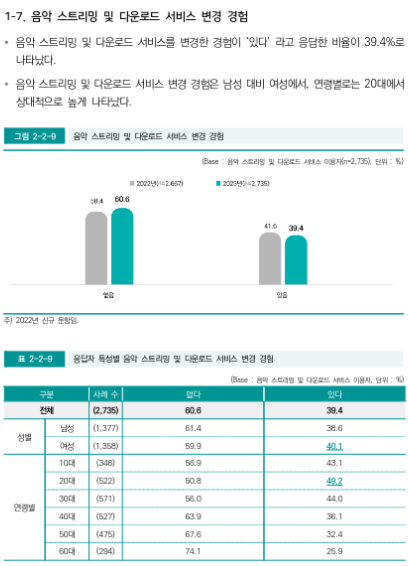 1-7. 음악 스트리밍 및 다운로드 서비스 변경 경험
• 음악 스트리밍 및 다운로드 서비스를 변경한 경험이 '있다' 라고 응답한 비율이 39.4%로
나타났다.
• 음악 스트리밍 및 다운로드 서비스 변경 경험은 남성 대비 여성에서, 연령별로는 20대에서
상대적으로 높게 나타났다.
그림 2-2-9 음악 스트리밍 및 다운로드 서비스 변경 경험
(Base : 음악 스트리밍 및 다운로드 서비스 이용자(n=2,735), 단위 : %)
2022년(n=2,667) 2023년(n=2,735)
58.4 60.6 41.6 39.4
없음 있음
주) 2022년 신규 문항임.
표 2-2-9 응답자 특성별 음악 스트리밍 및 다운로드 서비스 변경 경험
(Base : 음악 스트리밍 및 다운로드 서비스 이용자, 단위 : %)
구분 사례 수 없다 있다
전체 (2,735) 60.6 39.4
성별 남성 (1,377) 61.4 38.6
여성 (1,358) 59.9 40.1
연령별 10대 (346) 56.9 43.1
20대 (522) 50.8 49.2
30대 (571) 56.0 44.0
40대 (527) 63.9 36.1
50대 (475) 67.6 32.4
60대 (294) 74.1 25.9